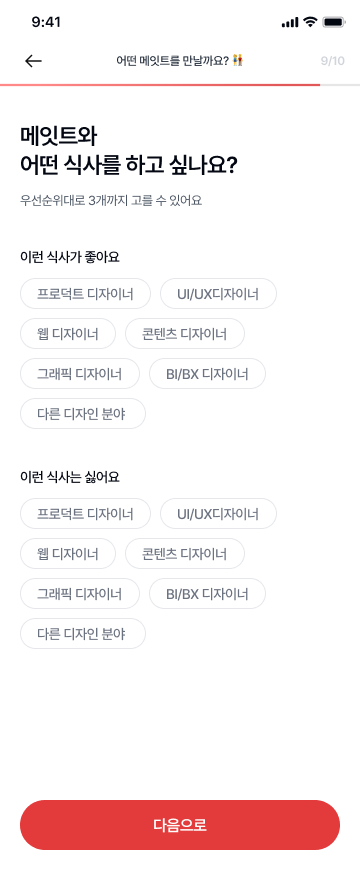 9:41
어떤 메잇트를 만날까요? 👫
9/10
메잇트와
어떤 식사를 하고 싶나요?
우선순위대로 3개까지 고를 수 있어요
이런 식사가 좋아요
프로덕트 디자이너 UI/UX디자이너
웹 디자이너 콘텐츠 디자이너
그래픽 디자이너 BI/BX 디자이너
다른 디자인 분야
이런 식사는 싫어요
프로덕트 디자이너 UI/UX디자이너
웹 디자이너 콘텐츠 디자이너
그래픽 디자이너 BI/BX 디자이너
다른 디자인 분야
다음으로